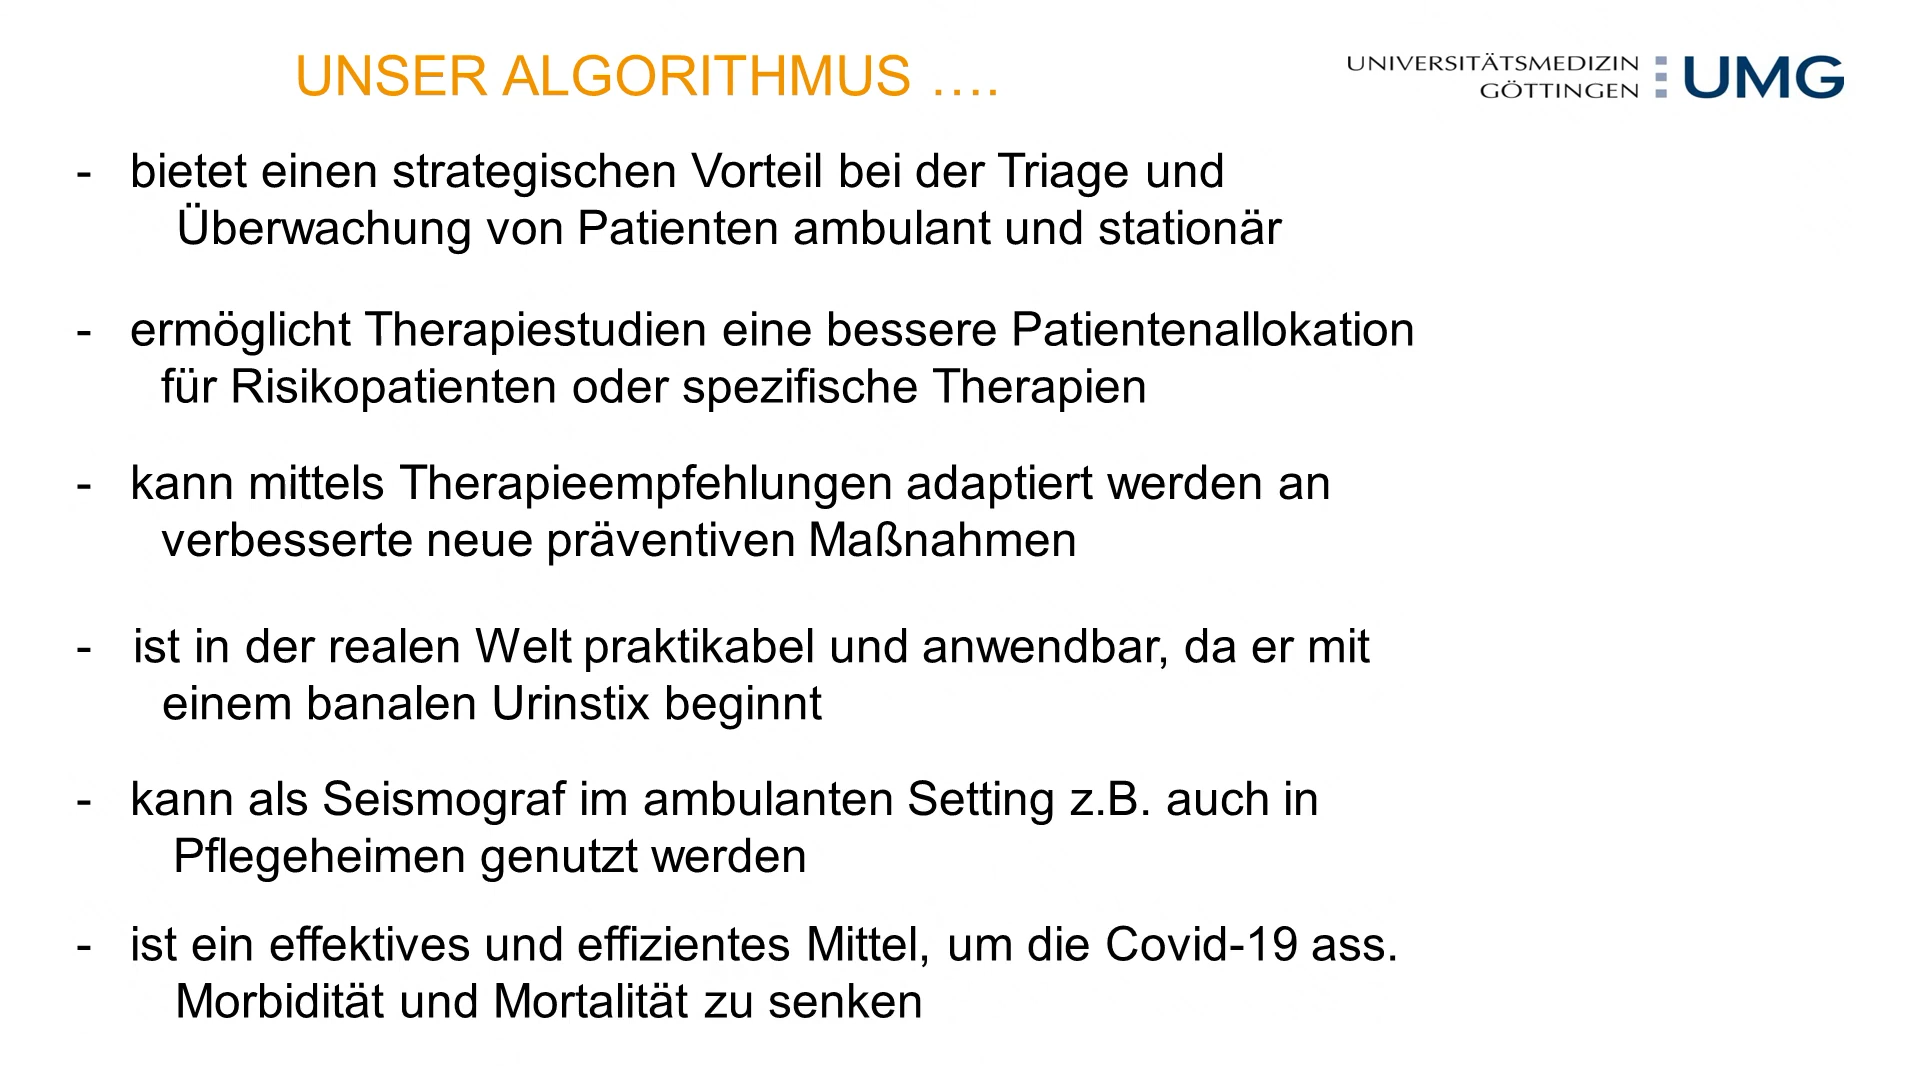 UNSER ALGORITHMUS ….
UNIVERSITÄTSMEDIZIN
GÖTTINGEN
UMG
- bietet einen strategischen Vorteil bei der Triage und
Überwachung von Patienten ambulant und stationär
- ermöglicht Therapiestudien eine bessere Patientenallokation
für Risikopatienten oder spezifische Therapien
- kann mittels Therapieempfehlungen adaptiert werden an
verbesserte neue präventiven Maßnahmen
- ist in der realen Welt praktikabel und anwendbar, da er mit
einem banalen Urinstix beginnt
- kann als Seismograf im ambulanten Setting z.B. auch in
Pflegeheimen genutzt werden
- ist ein effektives und effizientes Mittel, um die Covid-19 ass.
Morbidität und Mortalität zu senken